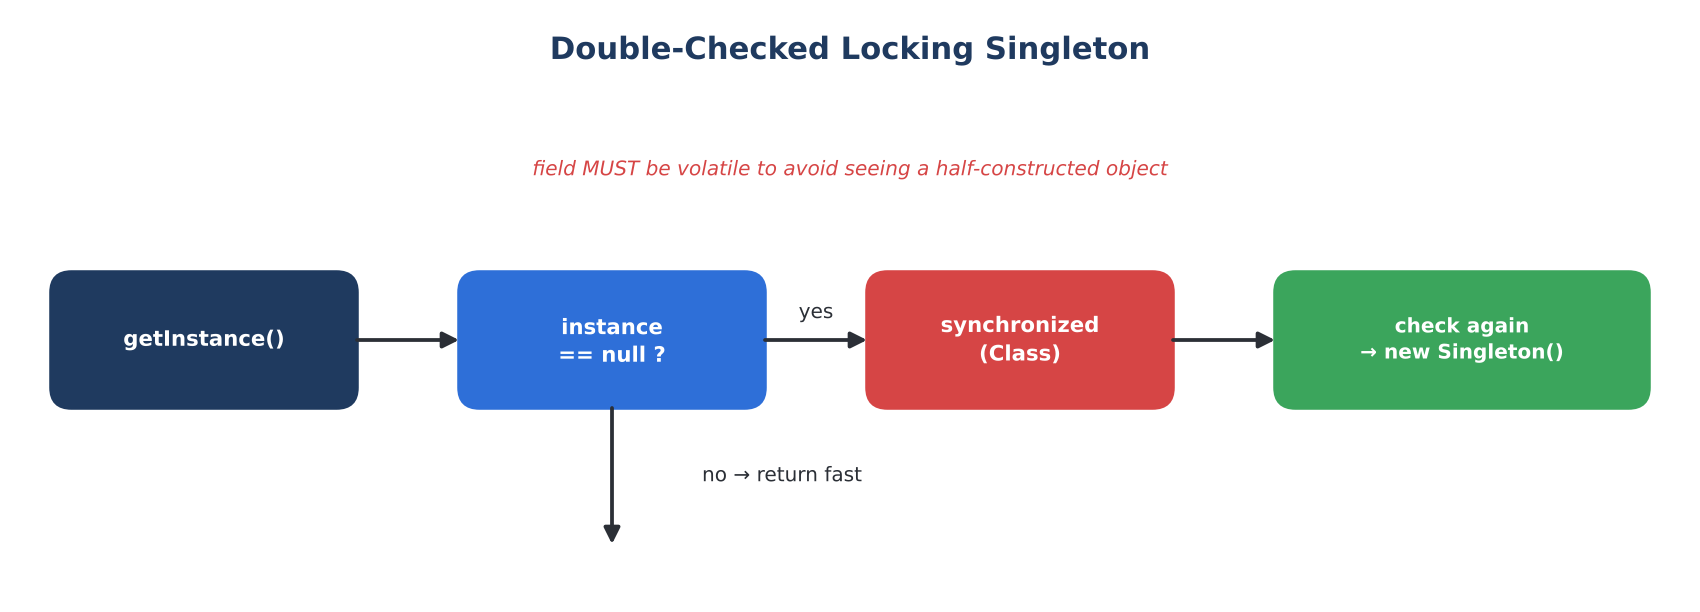 Double-Checked Locking Singleton
field MUST be volatile to avoid seeing a half-constructed object
getInstance()
instance
== null ?
yes
synchronized
(Class)
check again
→ new Singleton()
no → return fast